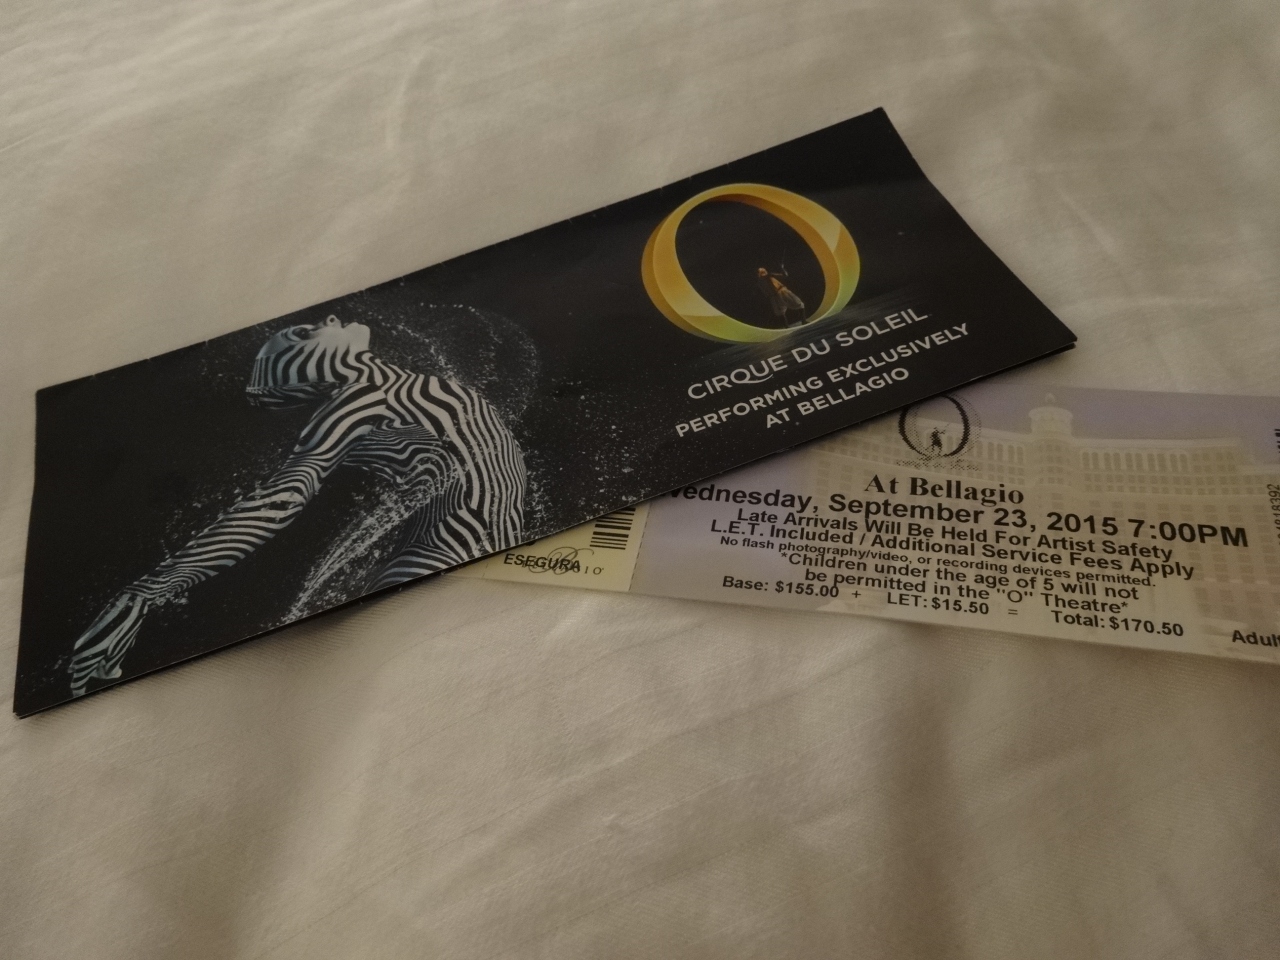 O
CIRQUE DU SOLEIL
PERFORMING EXCLUSIVELY
AT BELLAGIO
O
At Bellagio
Wednesday, September 23, 2015 7:00PM
Late Arrivals Will Be Held For Artist Safety
L.E.T. Included / Additional Service Fees Apply
No flash photography/video, or recording devices permitted.
*Children under the age of 5 will not
be permitted in the "O" Theatre*
Base: $155.00 + LET: $15.50 = Total: $170.50
ESEGURA